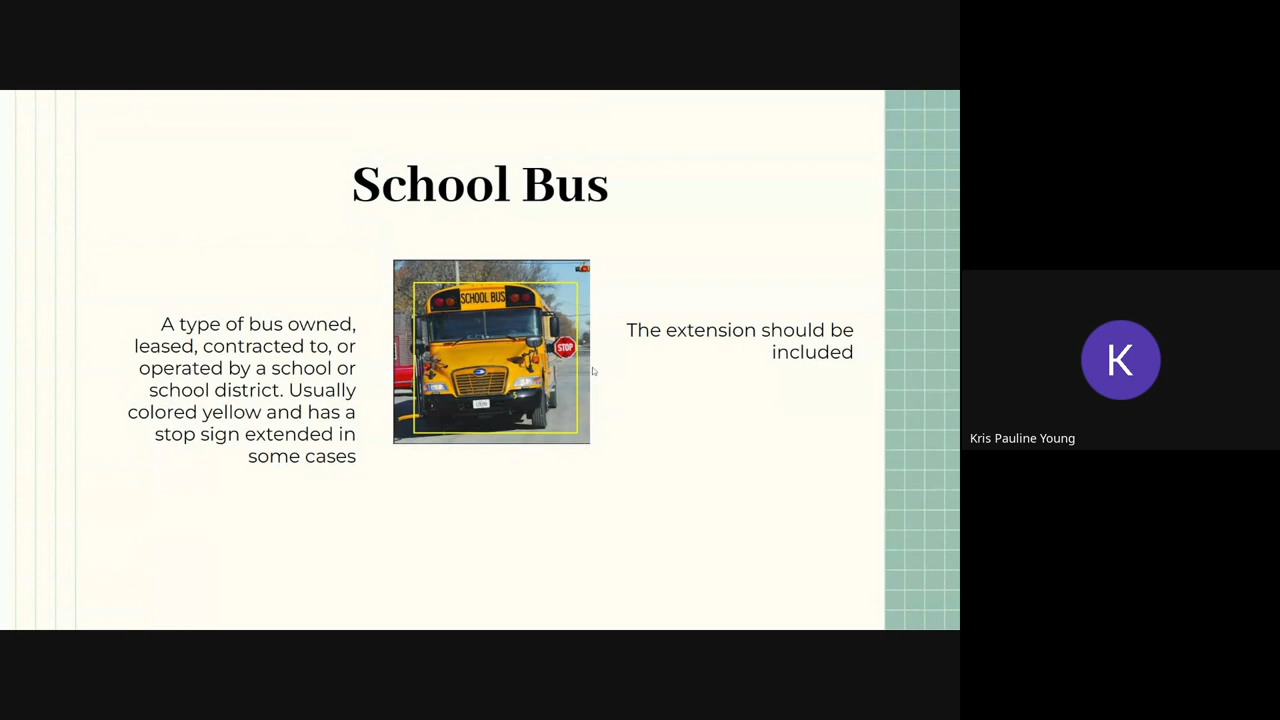 School Bus
A type of bus owned,
leased, contracted to, or
operated by a school or
school district. Usually
colored yellow and has a
stop sign extended in
some cases
SCHOOL BUS
STOP
The extension should be
included
K
Kris Pauline Young